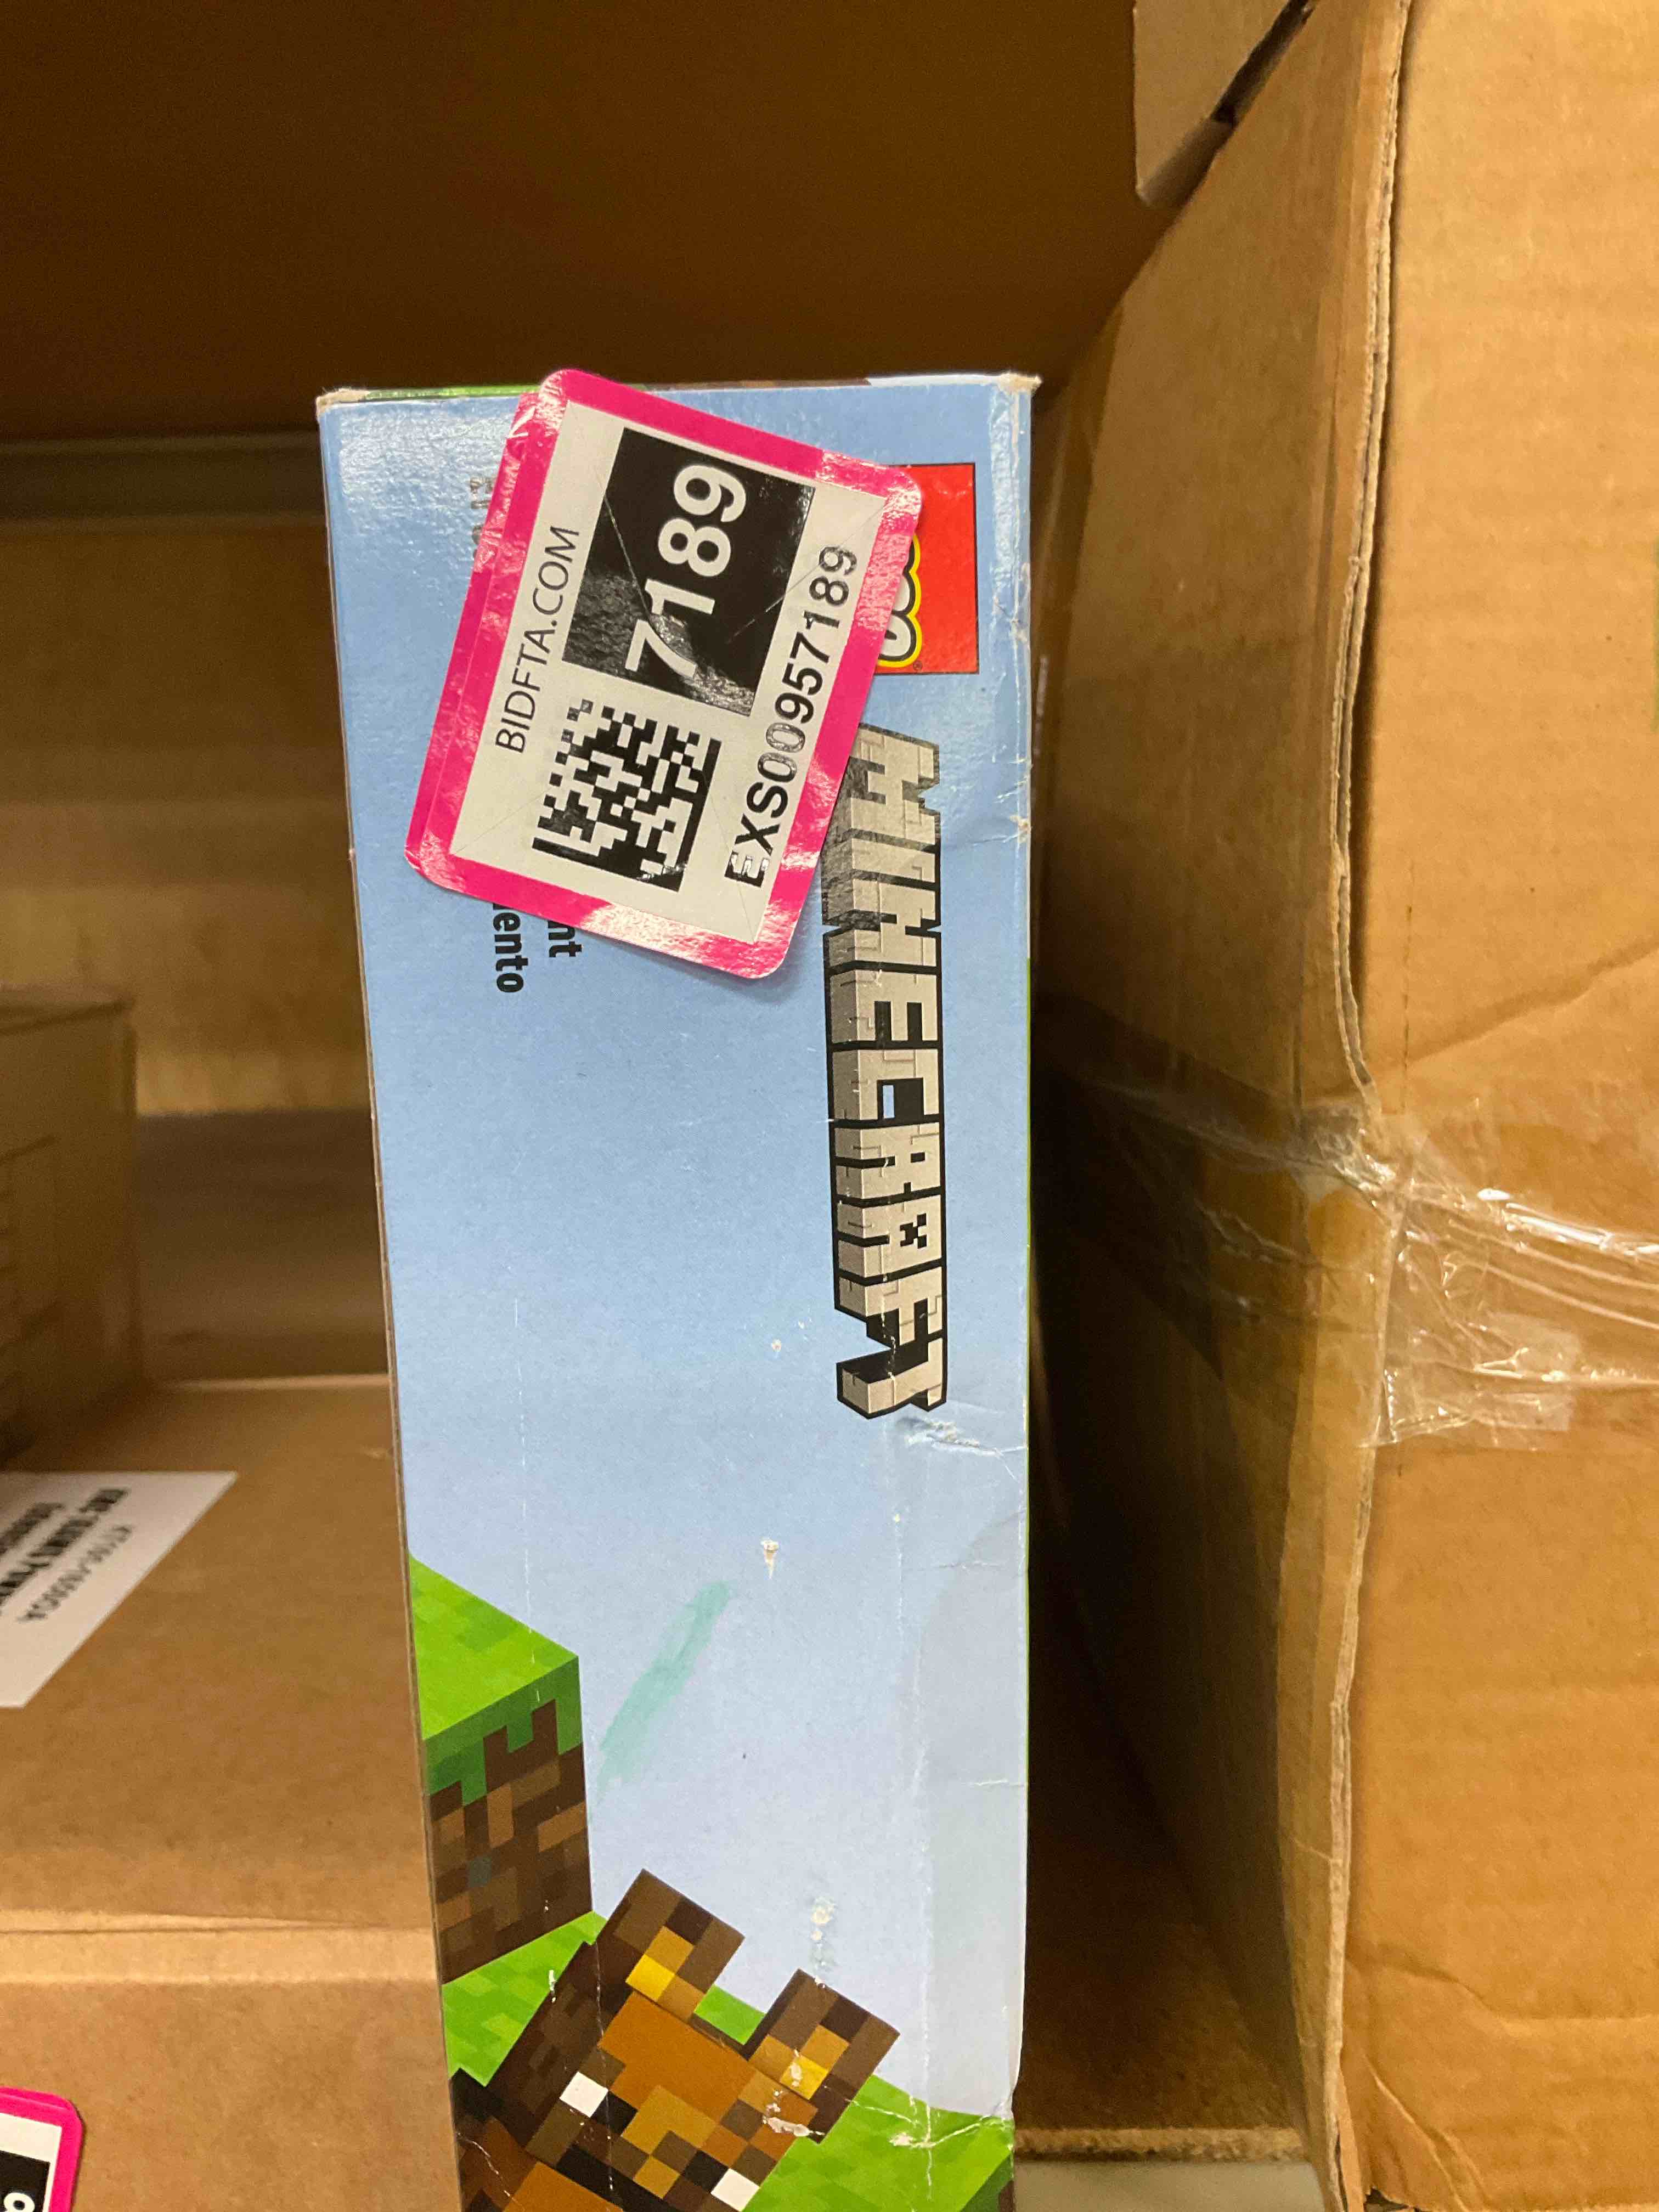 BIDFTA.COM
7189
EXS00957189
MINECRAFT
nt
ento